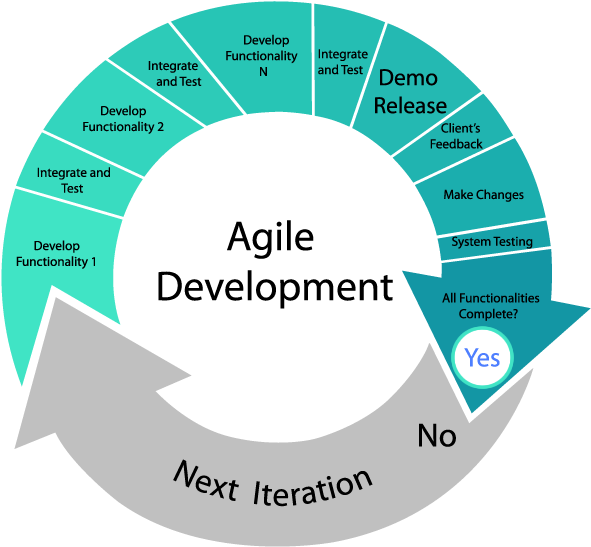 Develop
Functionality 1
Integrate and
Test
Develop
Functionality 2
Integrate
and Test
Develop
Functionality
N
Integrate
and Test
Demo
Release
Client's
Feedback
Make Changes
System Testing
All Functionalities
Complete?
Yes
No
Next Iteration
Agile
Development